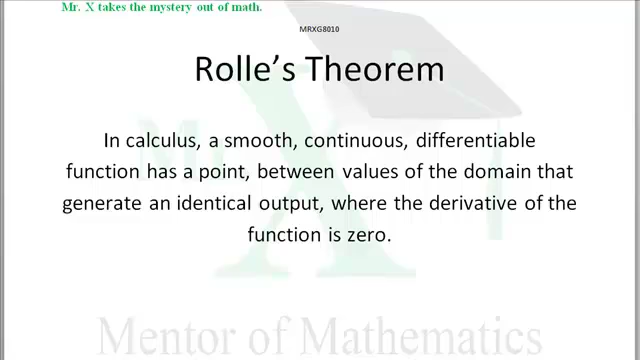 Mr. X takes the mystery out of math.
MRXG8010
Rolle's Theorem
In calculus, a smooth, continuous, differentiable
function has a point, between values of the domain that
generate an identical output, where the derivative of the
function is zero.
Mr. X
Mentor of Mathematics